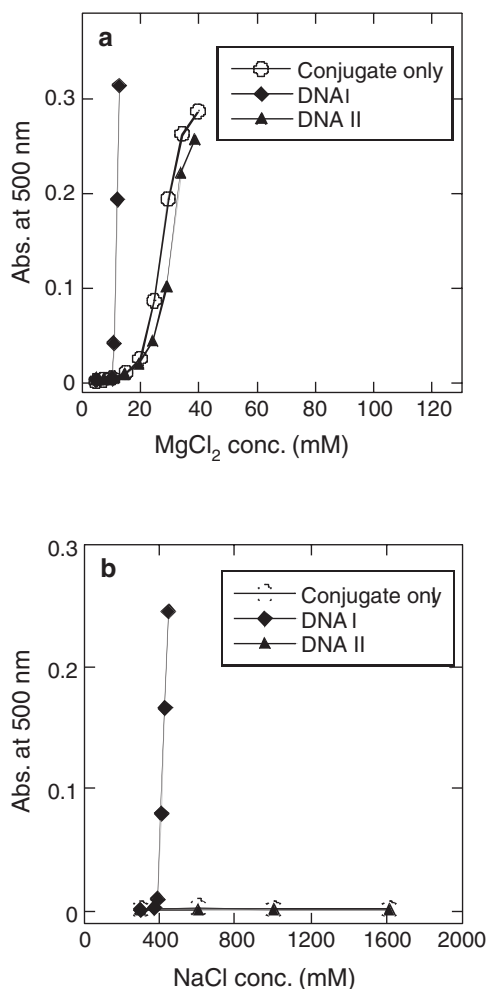 a
Conjugate only
DNA I
DNA II
0.3
0.2
0.1
0
Abs. at 500 nm
0 20 40 60 80 100 120
MgCl₂ conc. (mM)
b
Conjugate only
DNA I
DNA II
0.3
0.2
0.1
0
Abs. at 500 nm
0 400 800 1200 1600 2000
NaCl conc. (mM)